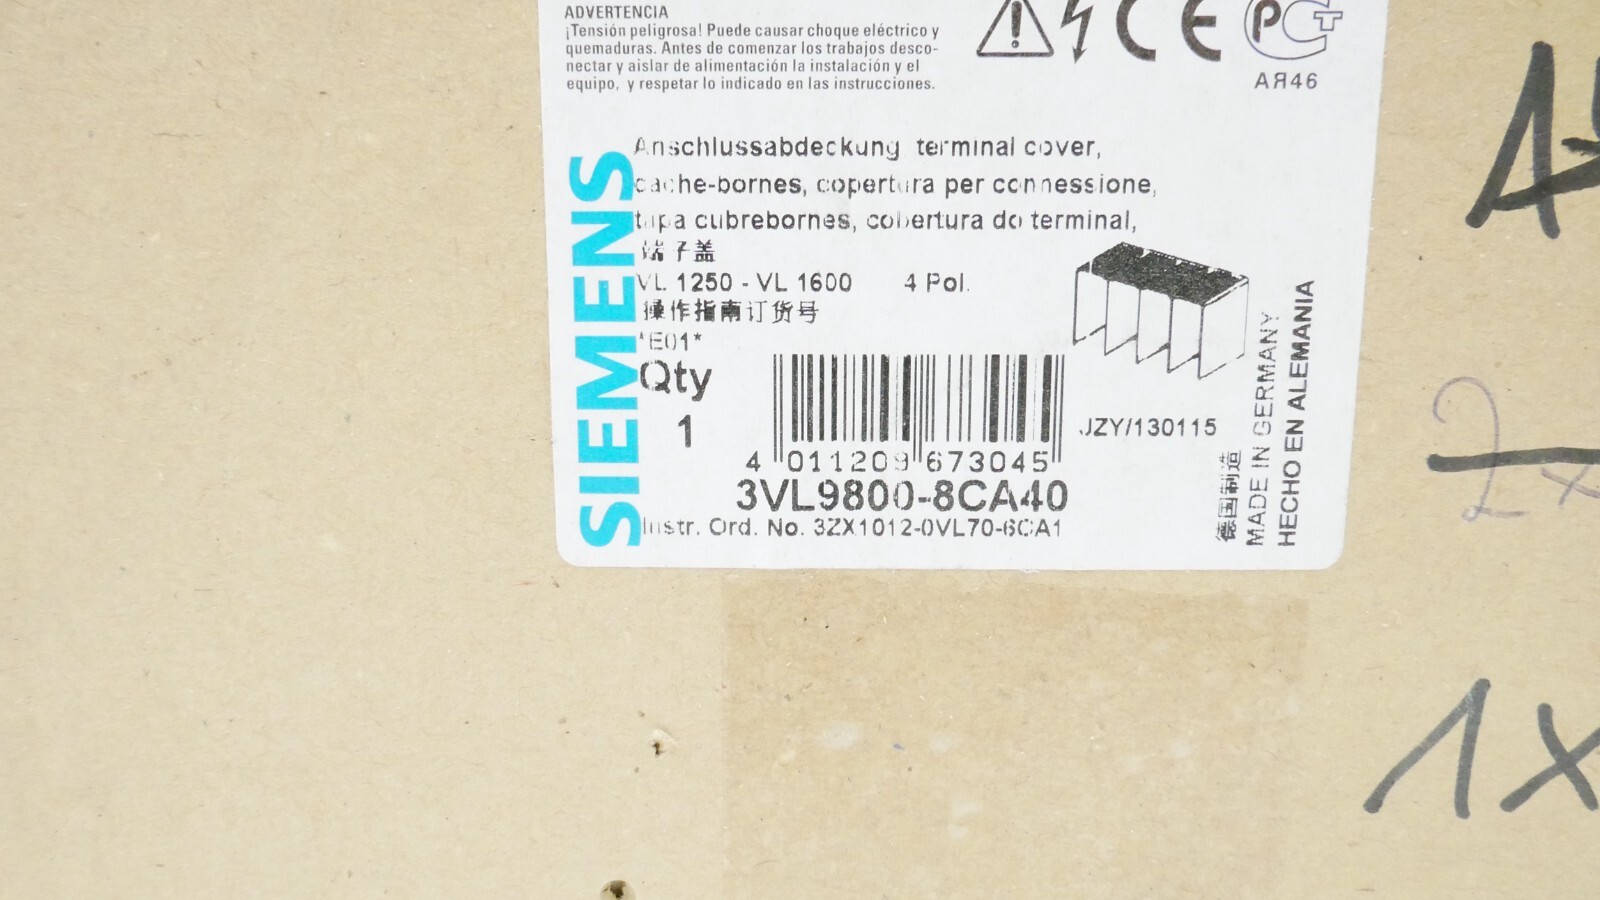 ADVERTENCIA
¡Tensión peligrosa! Puede causar choque eléctrico y
quemaduras. Antes de comenzar los trabajos desco-
nectar y aislar de alimentación la instalación y el
equipo, y respetar lo indicado en las instrucciones.
CE
PCT
АЯ46
SIEMENS
Anschlussabdeckung terminal cover,
cache-bornes, copertura per connessione,
tapa cubrebornes, cobertura do terminal,
端子盖
VL 1250 - VL 1600 4 Pol.
操作指南订货号
*E01*
Qty
1
JZY/130115
4 011209 673045
3VL9800-8CA40
Instr. Ord. No. 3ZX1012-0VL70-6CA1
德国制造
MADE IN GERMANY
HECHO EN ALEMANIA
2x
1x